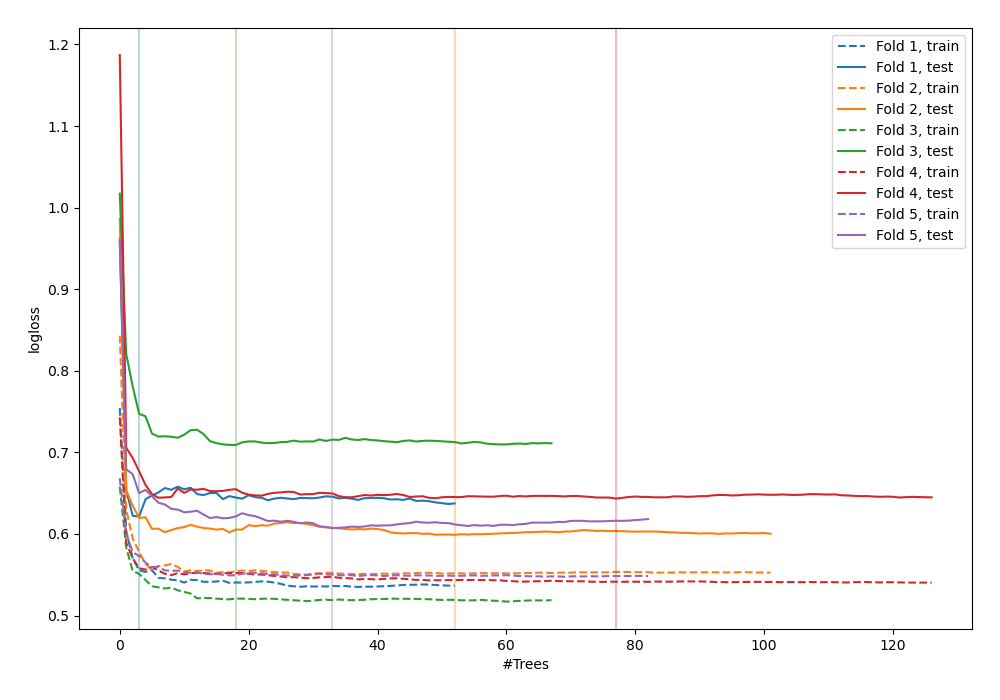 1.2
1.1
1.0
0.9
0.8
0.7
0.6
0.5
logloss
0
20
40
60
80
100
120
#Trees
Fold 1, train
Fold 1, test
Fold 2, train
Fold 2, test
Fold 3, train
Fold 3, test
Fold 4, train
Fold 4, test
Fold 5, train
Fold 5, test